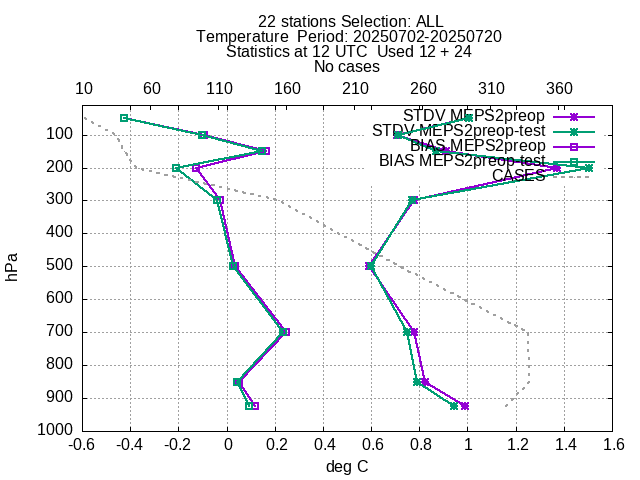 22 stations Selection: ALL
Temperature  Period: 20250702-20250720
Statistics at 12 UTC  Used 12 + 24
No cases
10 60 110 160 210 260 310 360
STDV MEPS2preop
STDV MEPS2preop-test
BIAS MEPS2preop
BIAS MEPS2preop-test
CASES
100
200
300
400
500
600
700
800
900
1000
hPa
-0.6 -0.4 -0.2 0 0.2 0.4 0.6 0.8 1 1.2 1.4 1.6
deg C